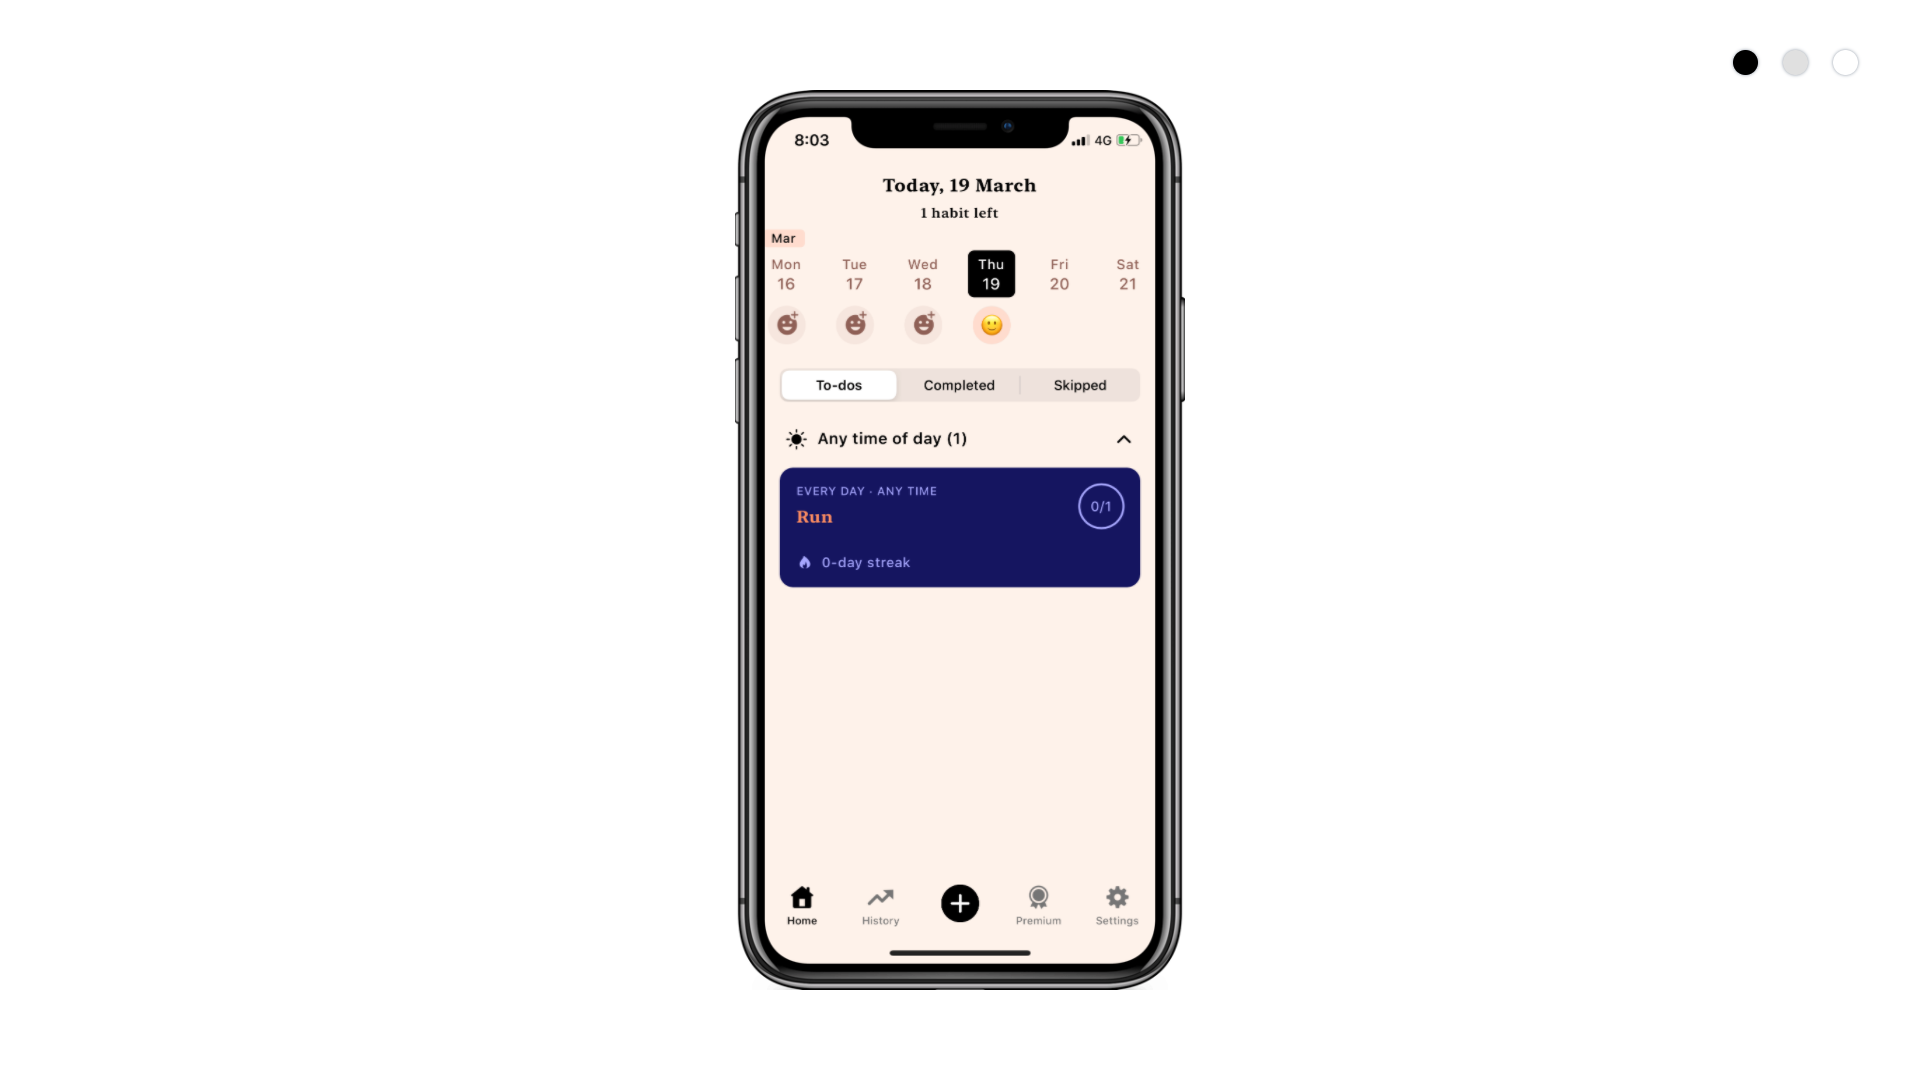 8:03
4G
Today, 19 March
1 habit left
Mar
Mon Tue Wed Thu Fri Sat
16 17 18 19 20 21
To-dos Completed Skipped
Any time of day (1)
EVERY DAY · ANY TIME
0/1
Run
0-day streak
Home History Premium Settings